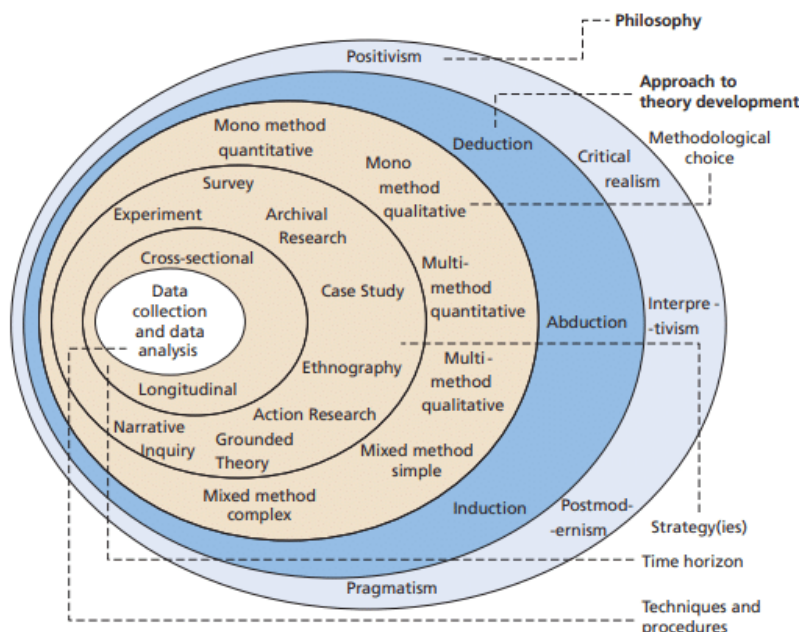 Philosophy
Positivism
Approach to
theory development
Mono method
quantitative
Deduction
Methodological
choice
Critical
realism
Mono
method
qualitative
Survey
Experiment
Archival
Research
Cross-sectional
Multi-
method
quantitative
Data
collection
and data
analysis
Case Study
Abduction
Interpre -
-tivism
Ethnography
Multi-
method
qualitative
Longitudinal
Action Research
Narrative
Inquiry
Grounded
Theory
Mixed method
simple
Mixed method
complex
Induction
Postmod-
-ernism
Strategy(ies)
Time horizon
Pragmatism
Techniques and
procedures